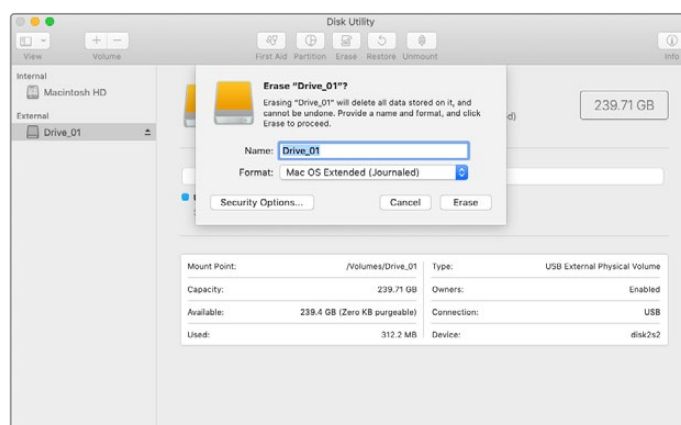 Disk Utility
View
Volume
First Aid
Partition
Erase
Restore
Unmount
Info
Internal
Macintosh HD
External
Drive_01
Erase “Drive_01”?
Erasing “Drive_01” will delete all data stored on it, and
cannot be undone. Provide a name and format, and click
Erase to proceed.
d)
239.71 GB
Name: Drive_01
Format: Mac OS Extended (Journaled)
Security Options...
Cancel
Erase
Mount Point: /Volumes/Drive_01
Type: USB External Physical Volume
Capacity: 239.71 GB
Owners: Enabled
Available: 239.4 GB (Zero KB purgeable)
Connection: USB
Used: 312.2 MB
Device: disk2s2